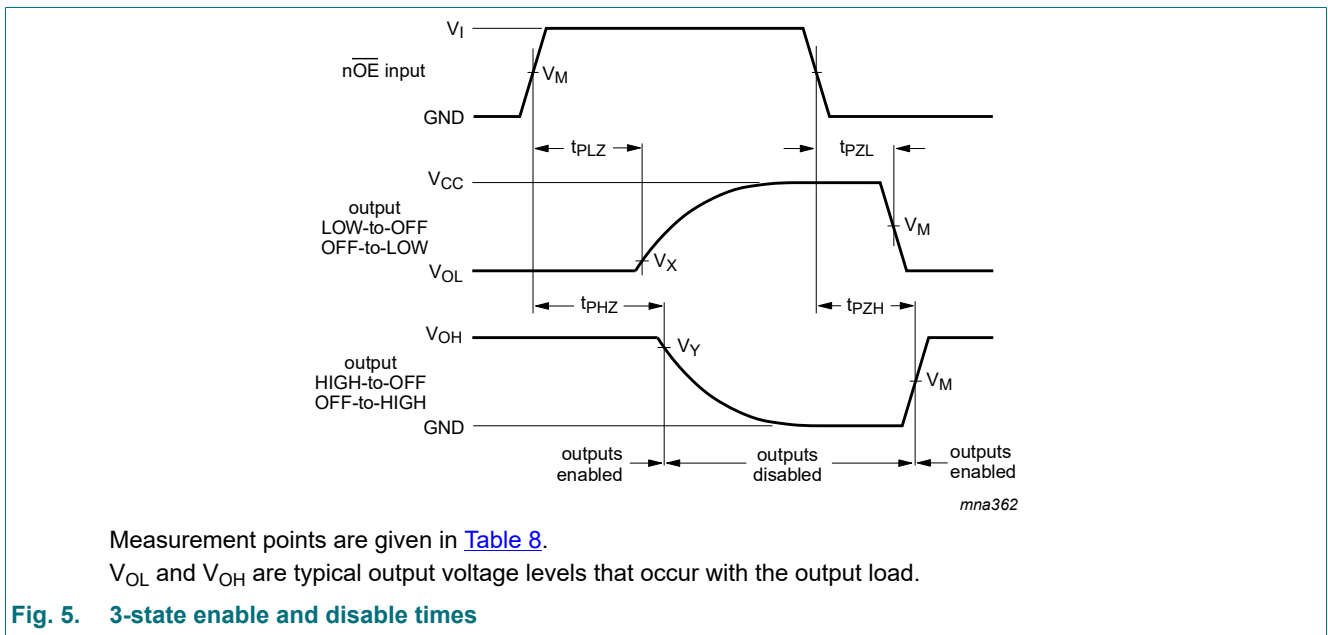 VI
nOE input
VM
GND
tPLZ
tPZL
VCC
output
LOW-to-OFF
OFF-to-LOW
VM
VX
VOL
tPHZ
tPZH
VOH
VY
output
HIGH-to-OFF
OFF-to-HIGH
VM
GND
outputs
enabled
outputs
disabled
outputs
enabled
mna362
Measurement points are given in Table 8.
VOL and VOH are typical output voltage levels that occur with the output load.
Fig. 5. 3-state enable and disable times